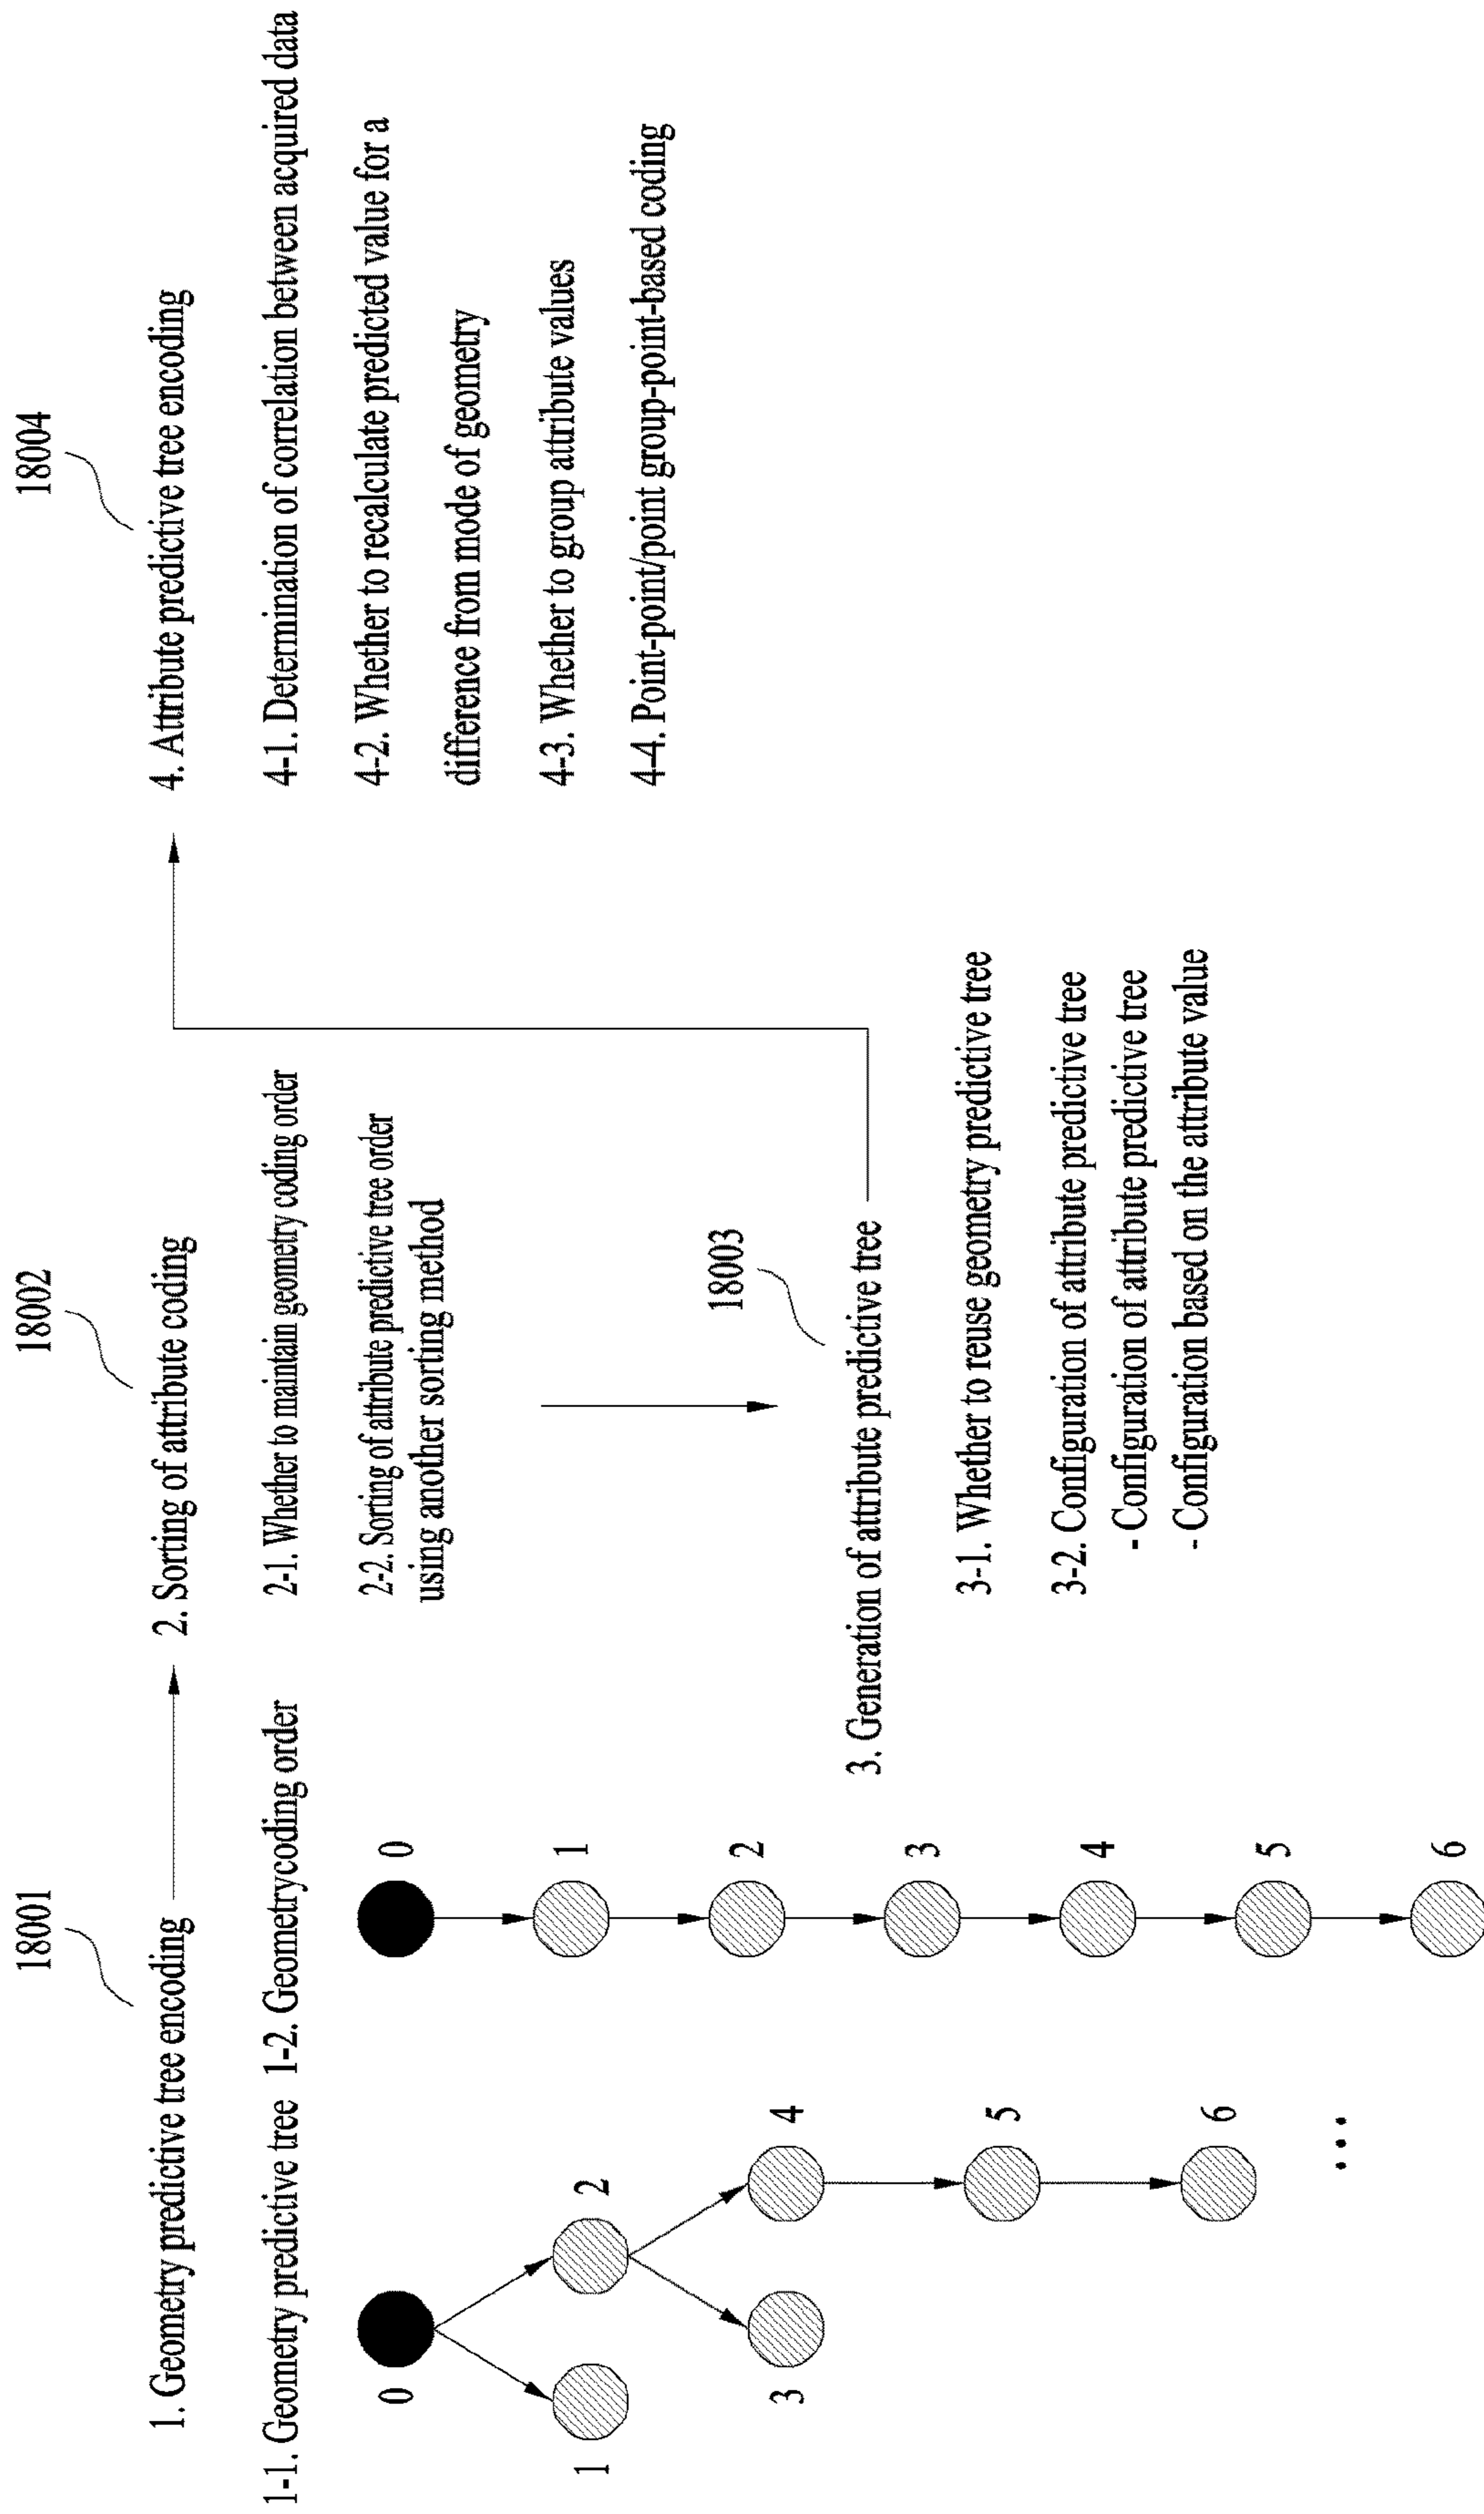 18001
1. Geometry predictive tree encoding
1-1. Geometry predictive tree
0
1
2
3
4
5
6
...
1-2. Geometrycoding order
0
1
2
3
4
5
6
18002
2. Sorting of attribute coding
2-1. Whether to maintain geometry coding order
2-2. Sorting of attribute predictive tree order
using another sorting method
18003
3. Generation of attribute predictive tree
3-1. Whether to reuse geometry predictive tree
3-2. Configuration of attribute predictive tree
- Configuration of attribute predictive tree
- Configuration based on the attribute value
18004
4. Attribute predictive tree encoding
4-1. Determination of correlation between acquired data
4-2. Whether to recalculate predicted value for a
difference from mode of geometry
4-3. Whether to group attribute values
4-4. Point-point/point group-point-based coding